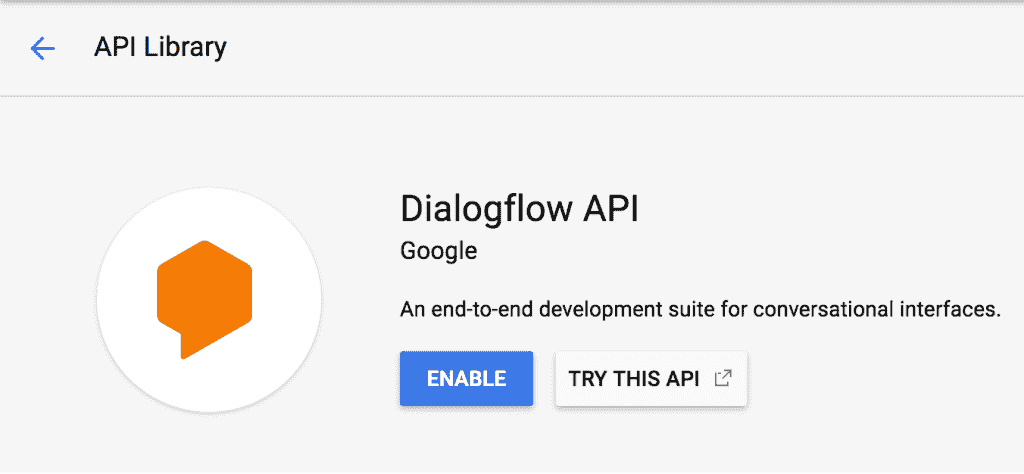 API Library
Dialogflow API
Google
An end-to-end development suite for conversational interfaces.
ENABLE
TRY THIS API